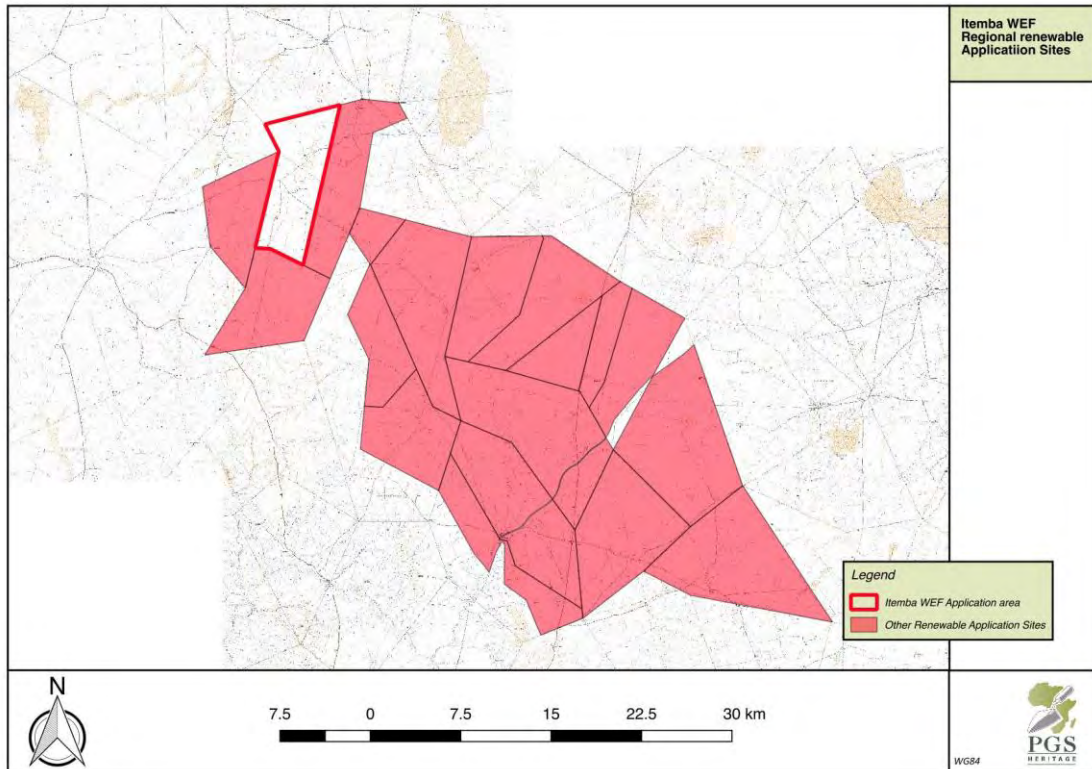 Itemba WEF
Regional renewable
Applicatiion Sites
Legend
Itemba WEF Application area
Other Renewable Application Sites
N
7.5 0 7.5 15 22.5 30 km
WG84
PGS
HERITAGE